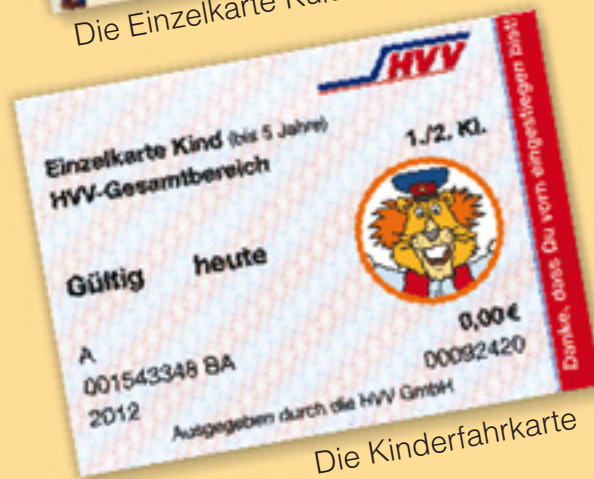 Die Einzelkarte
HVV
Einzelkarte Kind (bis 5 Jahre)
1./2. Kl.
HVV-Gesamtbereich
Gültig heute
0,00 €
A
001543348 BA
00092420
2012
Ausgegeben durch die HVV GmbH
Danke, dass Du vorn eingestiegen bist!
Die Kinderfahrkarte